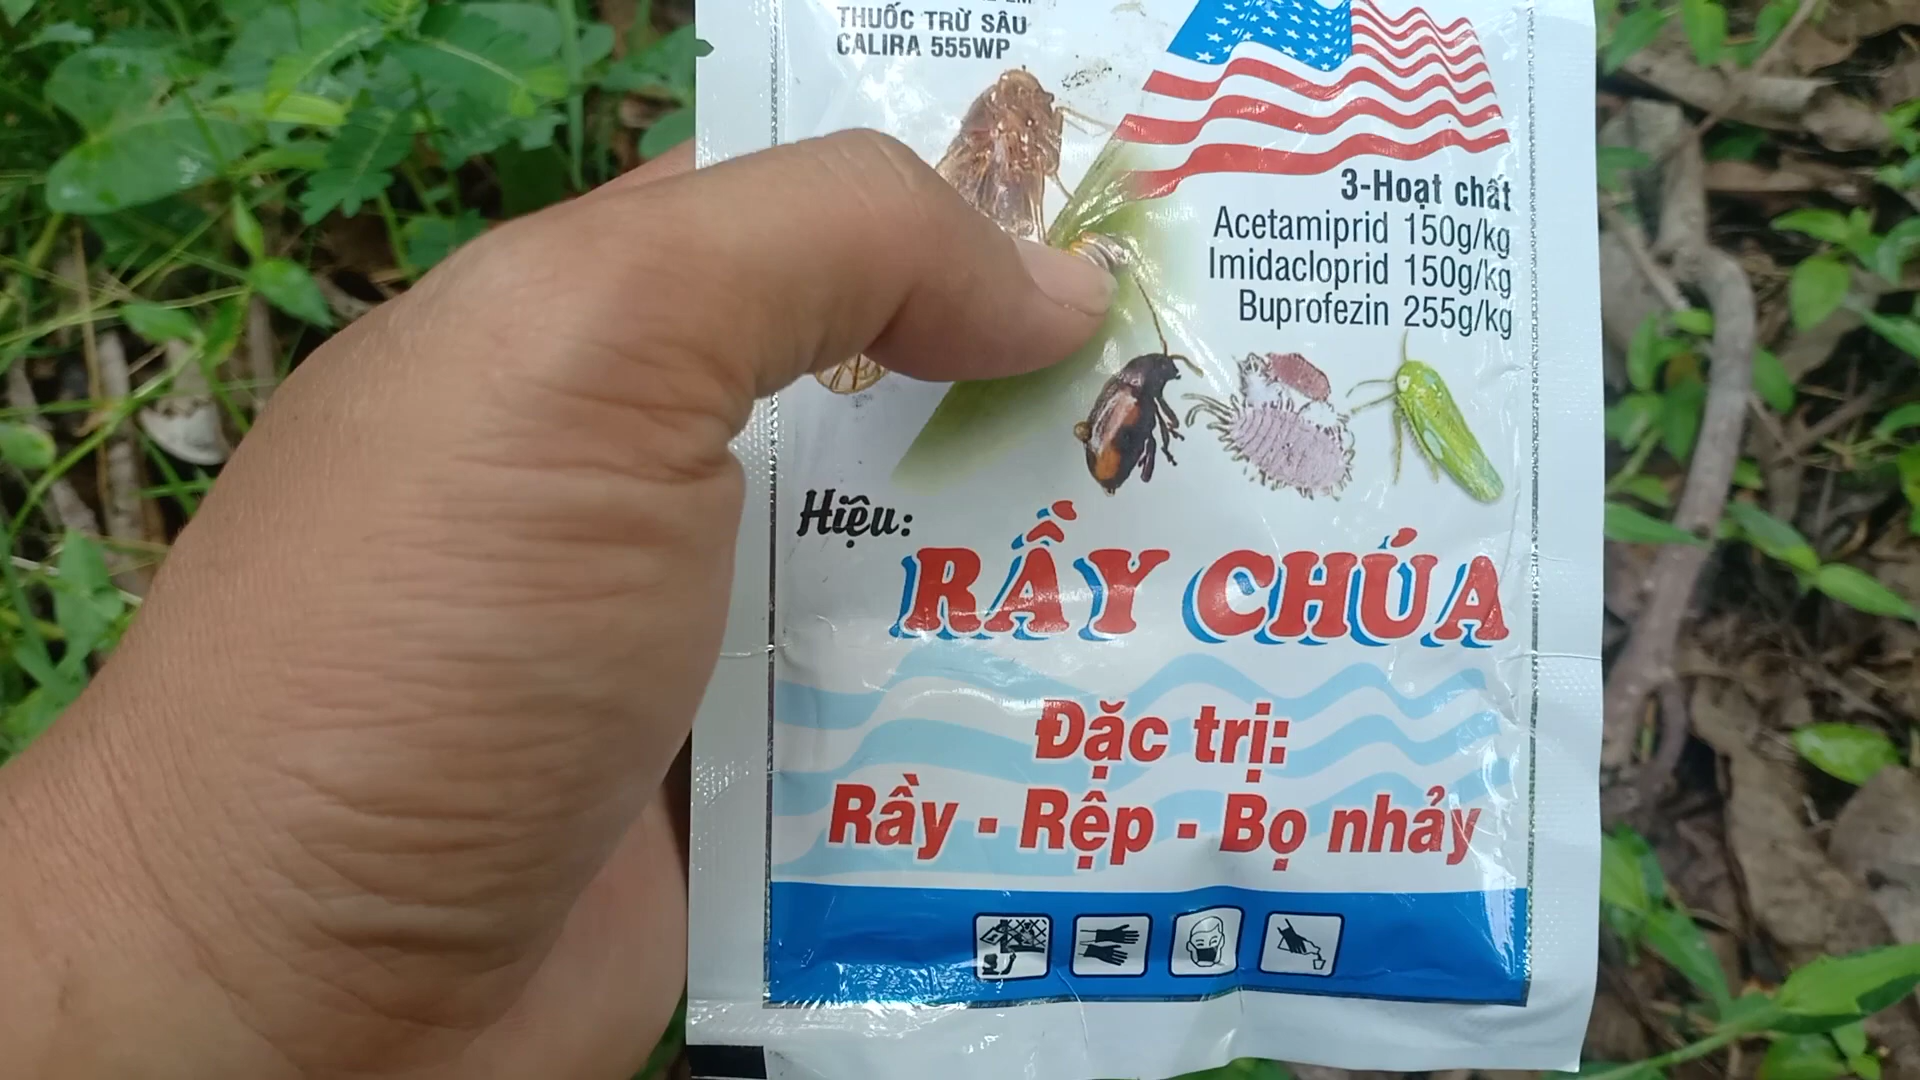 THUỐC TRỪ SÂU
CALIRA 555WP
3-Hoạt chất
Acetamiprid 150g/kg
Imidacloprid 150g/kg
Buprofezin 255g/kg
Hiệu:
RẦY CHÚA
Đặc trị:
Rầy - Rệp - Bọ nhảy